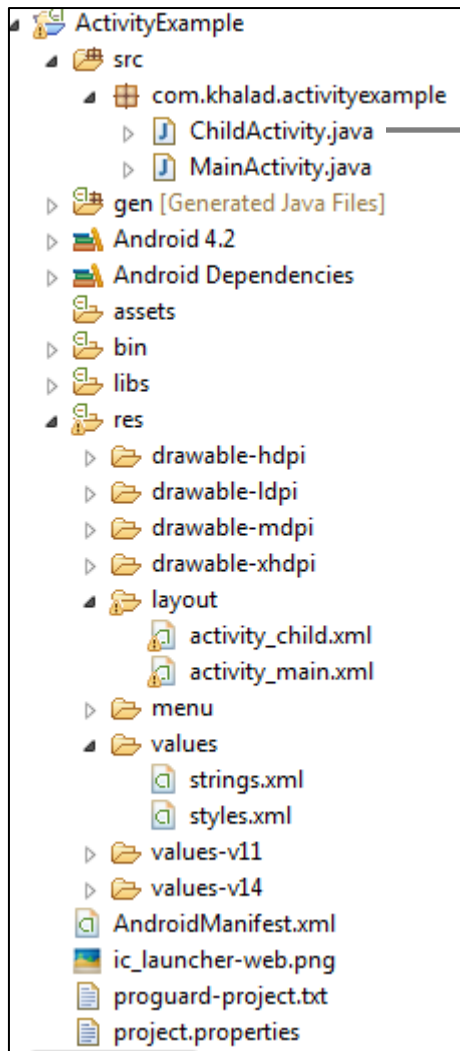 ActivityExample
src
com.khalad.activityexample
ChildActivity.java
MainActivity.java
gen [Generated Java Files]
Android 4.2
Android Dependencies
assets
bin
libs
res
drawable-hdpi
drawable-ldpi
drawable-mdpi
drawable-xhdpi
layout
activity_child.xml
activity_main.xml
menu
values
strings.xml
styles.xml
values-v11
values-v14
AndroidManifest.xml
ic_launcher-web.png
proguard-project.txt
project.properties